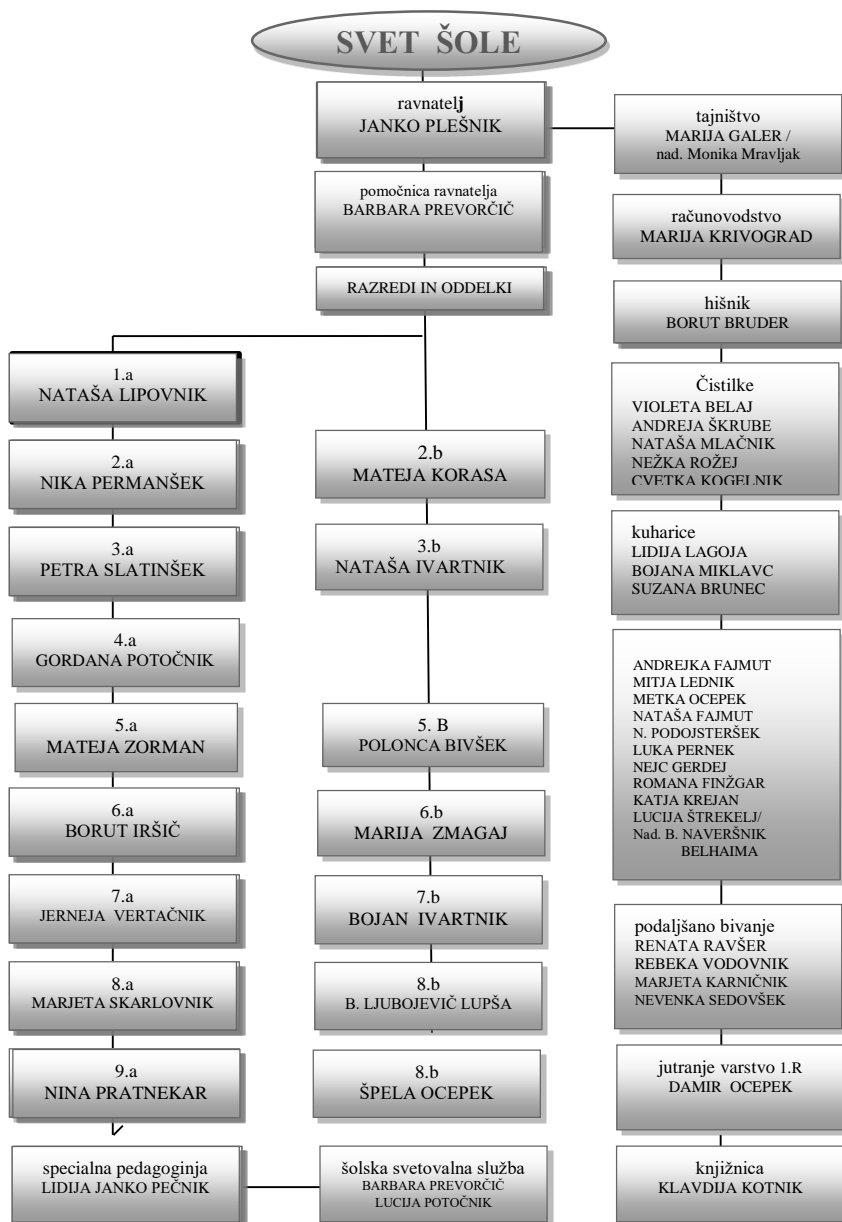 SVET ŠOLE
ravnatelj
JANKO PLEŠNIK
pomočnica ravnatelja
BARBARA PREVORČIČ
RAZREDI IN ODDELKI
1.a
NATAŠA LIPOVNIK
2.a
NIKA PERMANŠEK
3.a
PETRA SLATINŠEK
4.a
GORDANA POTOČNIK
5.a
MATEJA ZORMAN
6.a
BORUT IRŠIČ
7.a
JERNEJA VERTAČNIK
8.a
MARJETA SKARLOVNIK
9.a
NINA PRATNEKAR
specialna pedagoginja
LIDIJA JANKO PEČNIK
2.b
MATEJA KORASA
3.b
NATAŠA IVARTNIK
5. B
POLONCA BIVŠEK
6.b
MARIJA ZMAGAJ
7.b
BOJAN IVARTNIK
8.b
B. LJUBOJEVIČ LUPŠA
8.b
ŠPELA OCEPEK
šolska svetovalna služba
BARBARA PREVORČIČ
LUCIJA POTOČNIK
tajništvo
MARIJA GALER /
nad. Monika Mravljak
računovodstvo
MARIJA KRIVOGRAD
hišnik
BORUT BRUDER
Čistilke
VIOLETA BELAJ
ANDREJA ŠKRUBE
NATAŠA MLAČNIK
NEŽKA ROŽEJ
CVETKA KOGELNIK
kuharice
LIDIJA LAGOJA
BOJANA MIKLAVC
SUZANA BRUNEC
ANDREJKA FAJMUT
MITJA LEDNIK
METKA OCEPEK
NATAŠA FAJMUT
N. PODOJSTERŠEK
LUKA PERNEK
NEJC GERDEJ
ROMANA FINŽGAR
KATJA KREJAN
LUCIJA ŠTREKELJ/
Nad. B. NAVERŠNIK
BELHAIMA
podaljšano bivanje
RENATA RAVŠER
REBEKA VODOVNIK
MARJETA KARNIČNIK
NEVENKA SEDOVŠEK
jutranje varstvo 1.R
DAMIR OCEPEK
knjižnica
KLAVDIJA KOTNIK